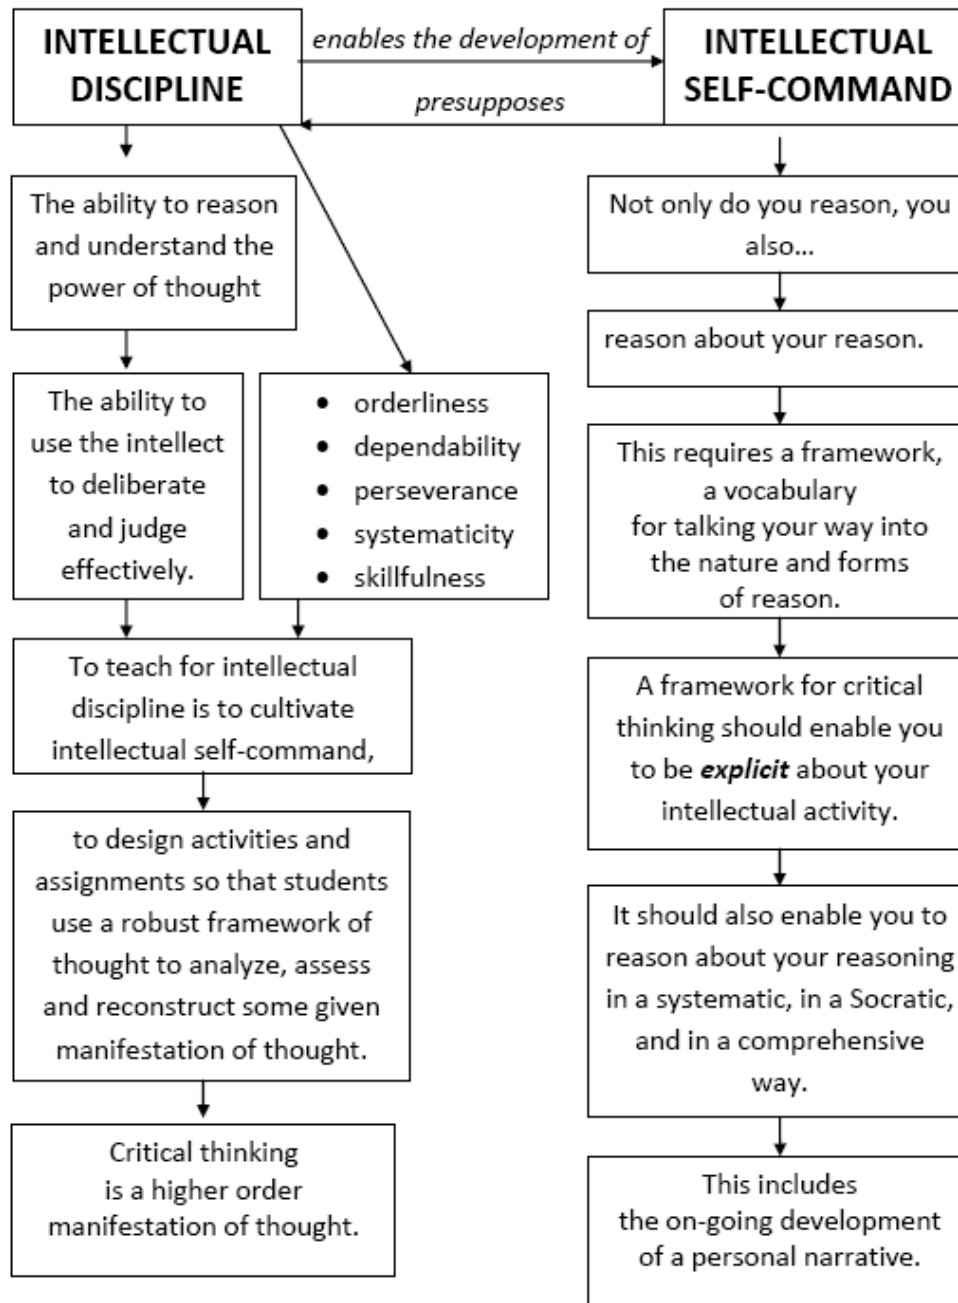 INTELLECTUAL
DISCIPLINE
enables the development of
presupposes
INTELLECTUAL
SELF-COMMAND
The ability to reason
and understand the
power of thought
The ability to
use the intellect
to deliberate
and judge
effectively.
• orderliness
• dependability
• perseverance
• systematicity
• skillfulness
To teach for intellectual
discipline is to cultivate
intellectual self-command,
to design activities and
assignments so that students
use a robust framework of
thought to analyze, assess
and reconstruct some given
manifestation of thought.
Critical thinking
is a higher order
manifestation of thought.
Not only do you reason, you
also…
reason about your reason.
This requires a framework,
a vocabulary
for talking your way into
the nature and forms
of reason.
A framework for critical
thinking should enable you
to be explicit about your
intellectual activity.
It should also enable you to
reason about your reasoning
in a systematic, in a Socratic,
and in a comprehensive
way.
This includes
the on-going development
of a personal narrative.